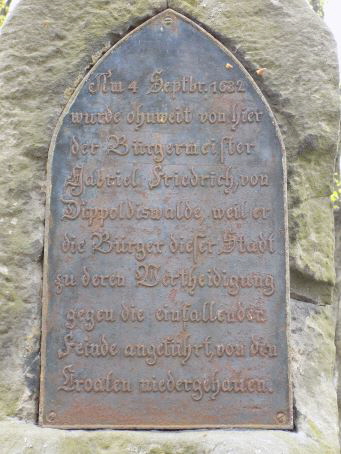 Am 4 Septbr. 1632
wurde ohnweit von hier
der Bürgermeister
Gabriel Friedrich, von
Dippoldiswalde, weil er
die Bürger dieser Stadt
zu deren Vertheidigung
gegen die einfallenden
Feinde angeführt, von den
Kroaten niedergehauen.